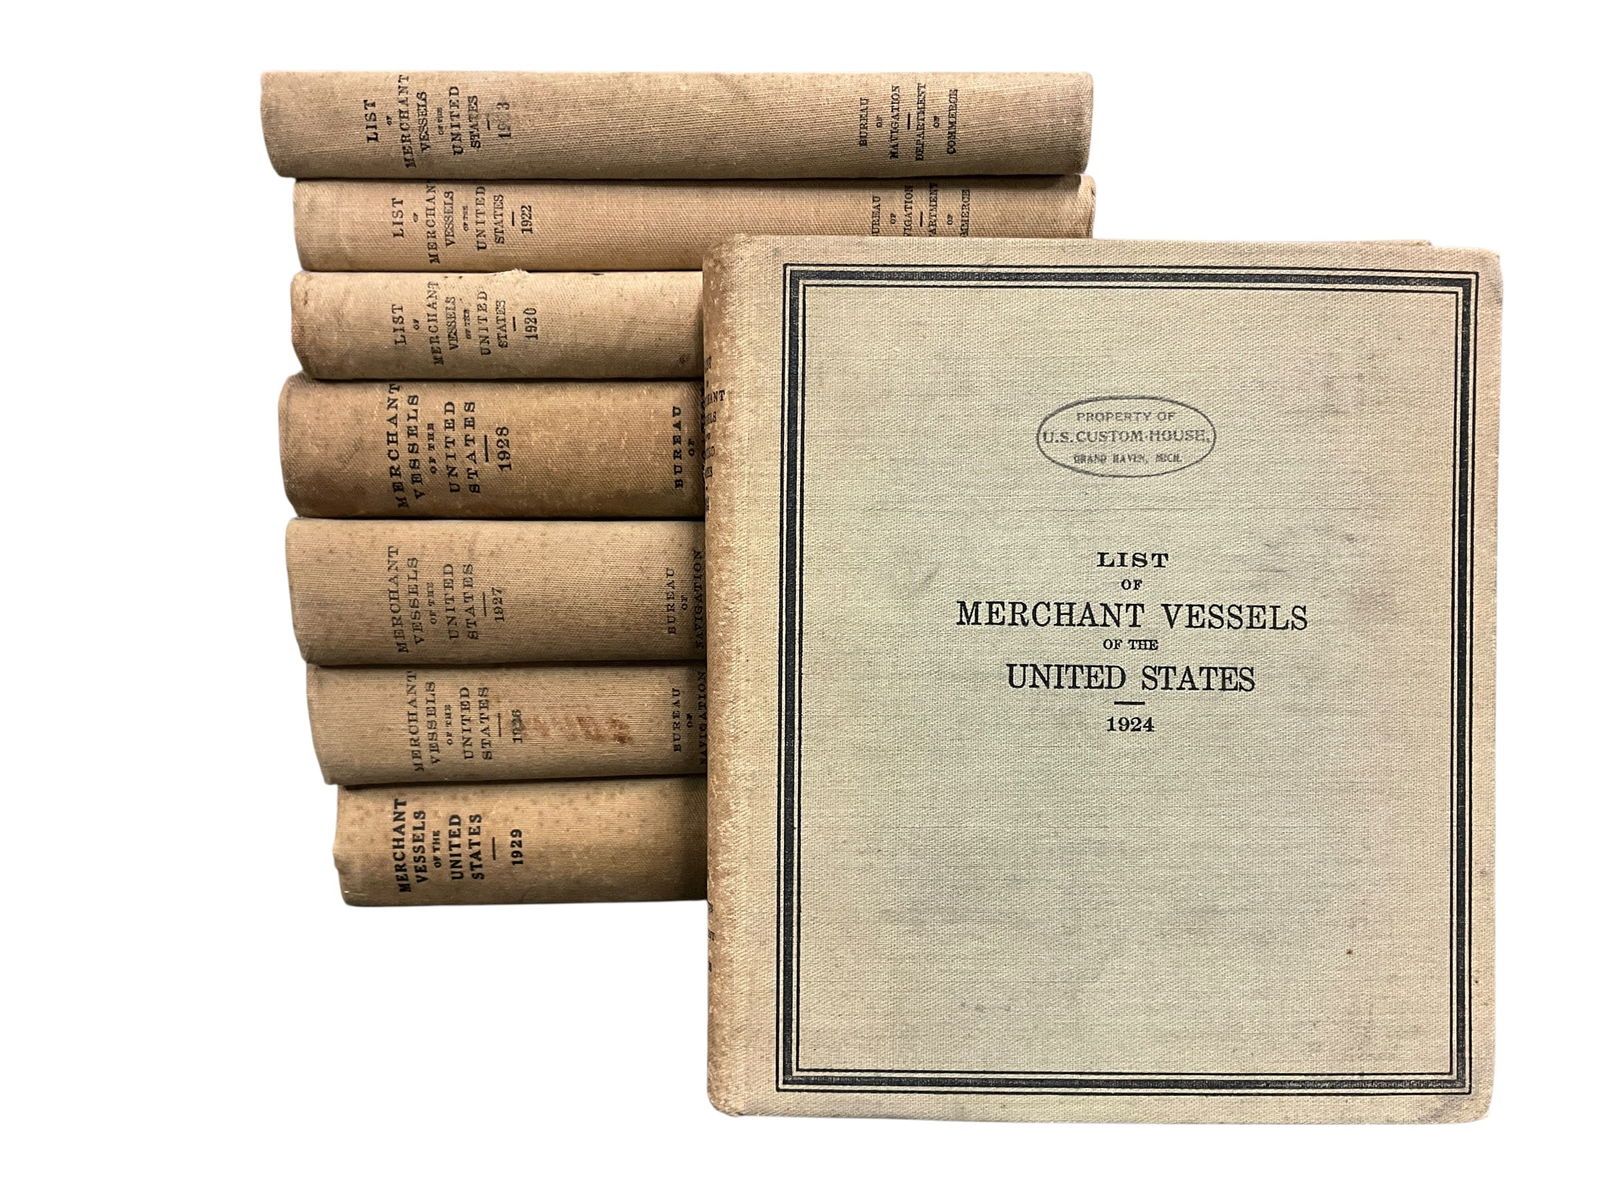 LIST
OF
MERCHANT
VESSELS
OF THE
UNITED
STATES
BUREAU
OF
NAVIGATION
DEPARTMENT
OF
COMMERCE
LIST
OF
MERCHANT
VESSELS
OF THE
UNITED
STATES
1922
OF
OF
LIST
OF
MERCHANT
VESSELS
OF THE
UNITED
STATES
1920
MERCHANT
VESSELS
OF THE
UNITED
STATES
1928
BUREAU
OF
MERCHANT
VESSELS
OF THE
UNITED
STATES
1927
BUREAU
OF
NAVIGATION
MERCHANT
VESSELS
OF THE
UNITED
STATES
1926
BUREAU
OF
NAVIGATION
MERCHANT
VESSELS
OF THE
UNITED
STATES
1929
PROPERTY OF
U.S. CUSTOM HOUSE,
GRAND HAVEN, MICH.
LIST
OF
MERCHANT VESSELS
OF THE
UNITED STATES
1924